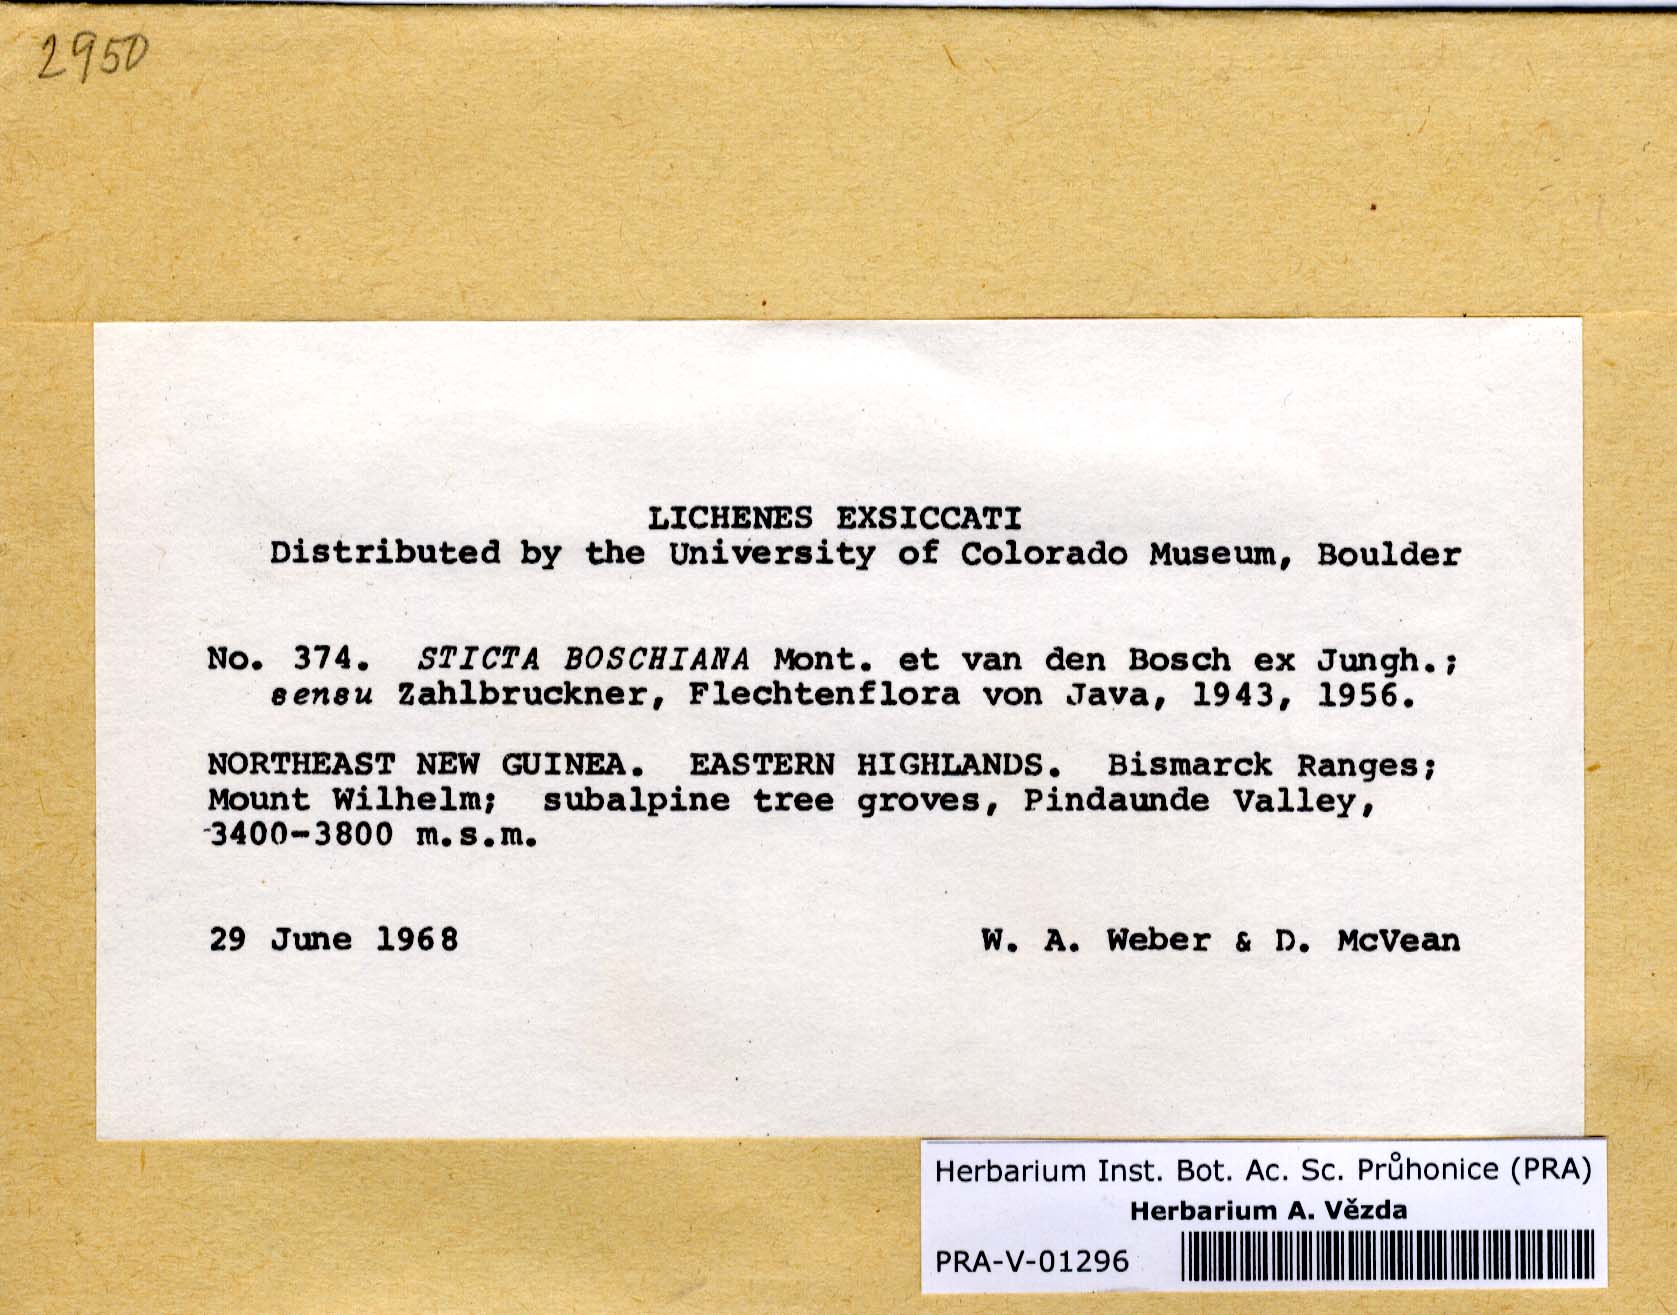 2950
LICHENES EXSICCATI
Distributed by the University of Colorado Museum, Boulder
No. 374. STICTA BOSCHIANA Mont. et van den Bosch ex Jungh.;
sensu Zahlbruckner, Flechtenflora von Java, 1943, 1956.
NORTHEAST NEW GUINEA. EASTERN HIGHLANDS. Bismarck Ranges;
Mount Wilhelm; subalpine tree groves, Pindaunde Valley,
3400-3800 m.s.m.
29 June 1968 W. A. Weber & D. McVean
Herbarium Inst. Bot. Ac. Sc. Průhonice (PRA)
Herbarium A. Vězda
PRA-V-01296